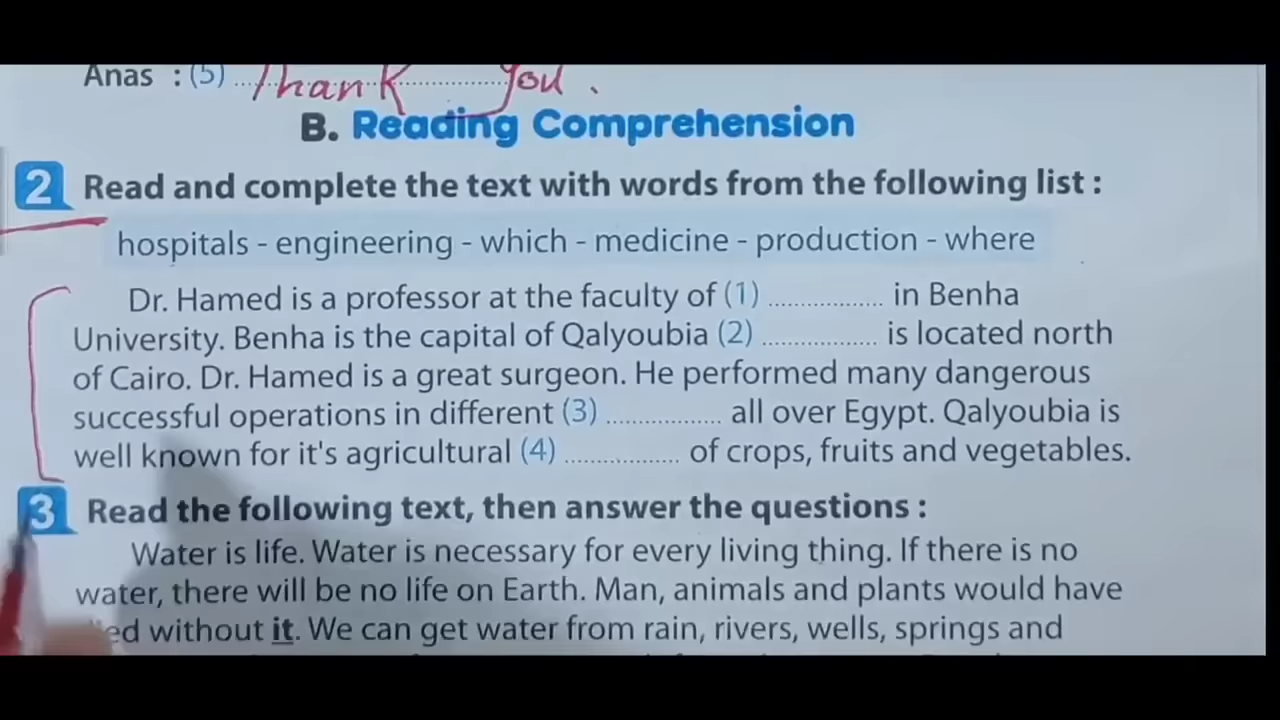 Anas : (5) ......Thank......you .
B. Reading Comprehension
2 Read and complete the text with words from the following list :
hospitals - engineering - which - medicine - production - where
Dr. Hamed is a professor at the faculty of (1) ................ in Benha
University. Benha is the capital of Qalyoubia (2) ................ is located north
of Cairo. Dr. Hamed is a great surgeon. He performed many dangerous
successful operations in different (3) ................ all over Egypt. Qalyoubia is
well known for it's agricultural (4) ................ of crops, fruits and vegetables.
3 Read the following text, then answer the questions :
Water is life. Water is necessary for every living thing. If there is no
water, there will be no life on Earth. Man, animals and plants would have
without it. We can get water from rain, rivers, wells, springs and